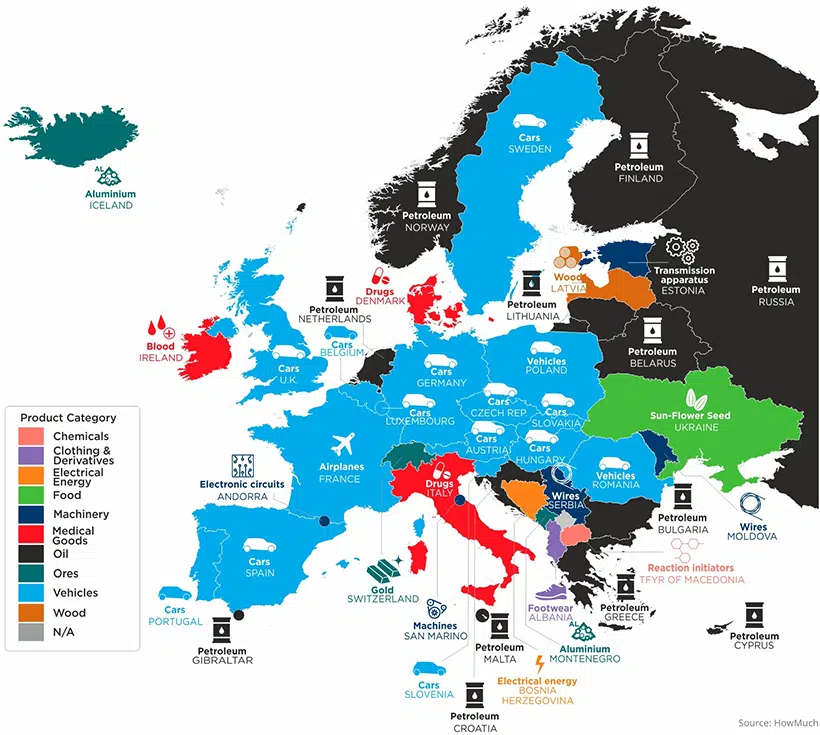 Cars
SWEDEN
Petroleum
FINLAND
AL
Aluminium
ICELAND
Petroleum
NORWAY
Wood
LATVIA
Transmission
apparatus
ESTONIA
Petroleum
RUSSIA
Drugs
DENMARK
Petroleum
NETHERLANDS
Petroleum
LITHUANIA
Blood
IRELAND
Cars
BELGIUM
Cars
U.K.
Petroleum
BELARUS
Cars
GERMANY
Vehicles
POLAND
Cars
LUXEMBOURG
Cars
CZECH REP.
Cars
SLOVAKIA
Sun-Flower Seed
UKRAINE
Product Category
Chemicals
Clothing &
Derivatives
Electrical
Energy
Food
Machinery
Medical
Goods
Oil
Ores
Vehicles
Wood
N/A
Cars
AUSTRIA
Cars
HUNGARY
Airplanes
FRANCE
Electronic circuits
ANDORRA
Drugs
ITALY
Wires
SERBIA
Vehicles
ROMANIA
Petroleum
BULGARIA
Wires
MOLDOVA
Cars
SPAIN
Gold
SWITZERLAND
Reaction initiators
TFYR OF MACEDONIA
Cars
PORTUGAL
Petroleum
GIBRALTAR
Machines
SAN MARINO
Footwear
ALBANIA
Petroleum
GREECE
Petroleum
MALTA
AL
Aluminium
MONTENEGRO
Petroleum
CYPRUS
Cars
SLOVENIA
Electrical energy
BOSNIA
HERZEGOVINA
Petroleum
CROATIA
Source: HowMuch